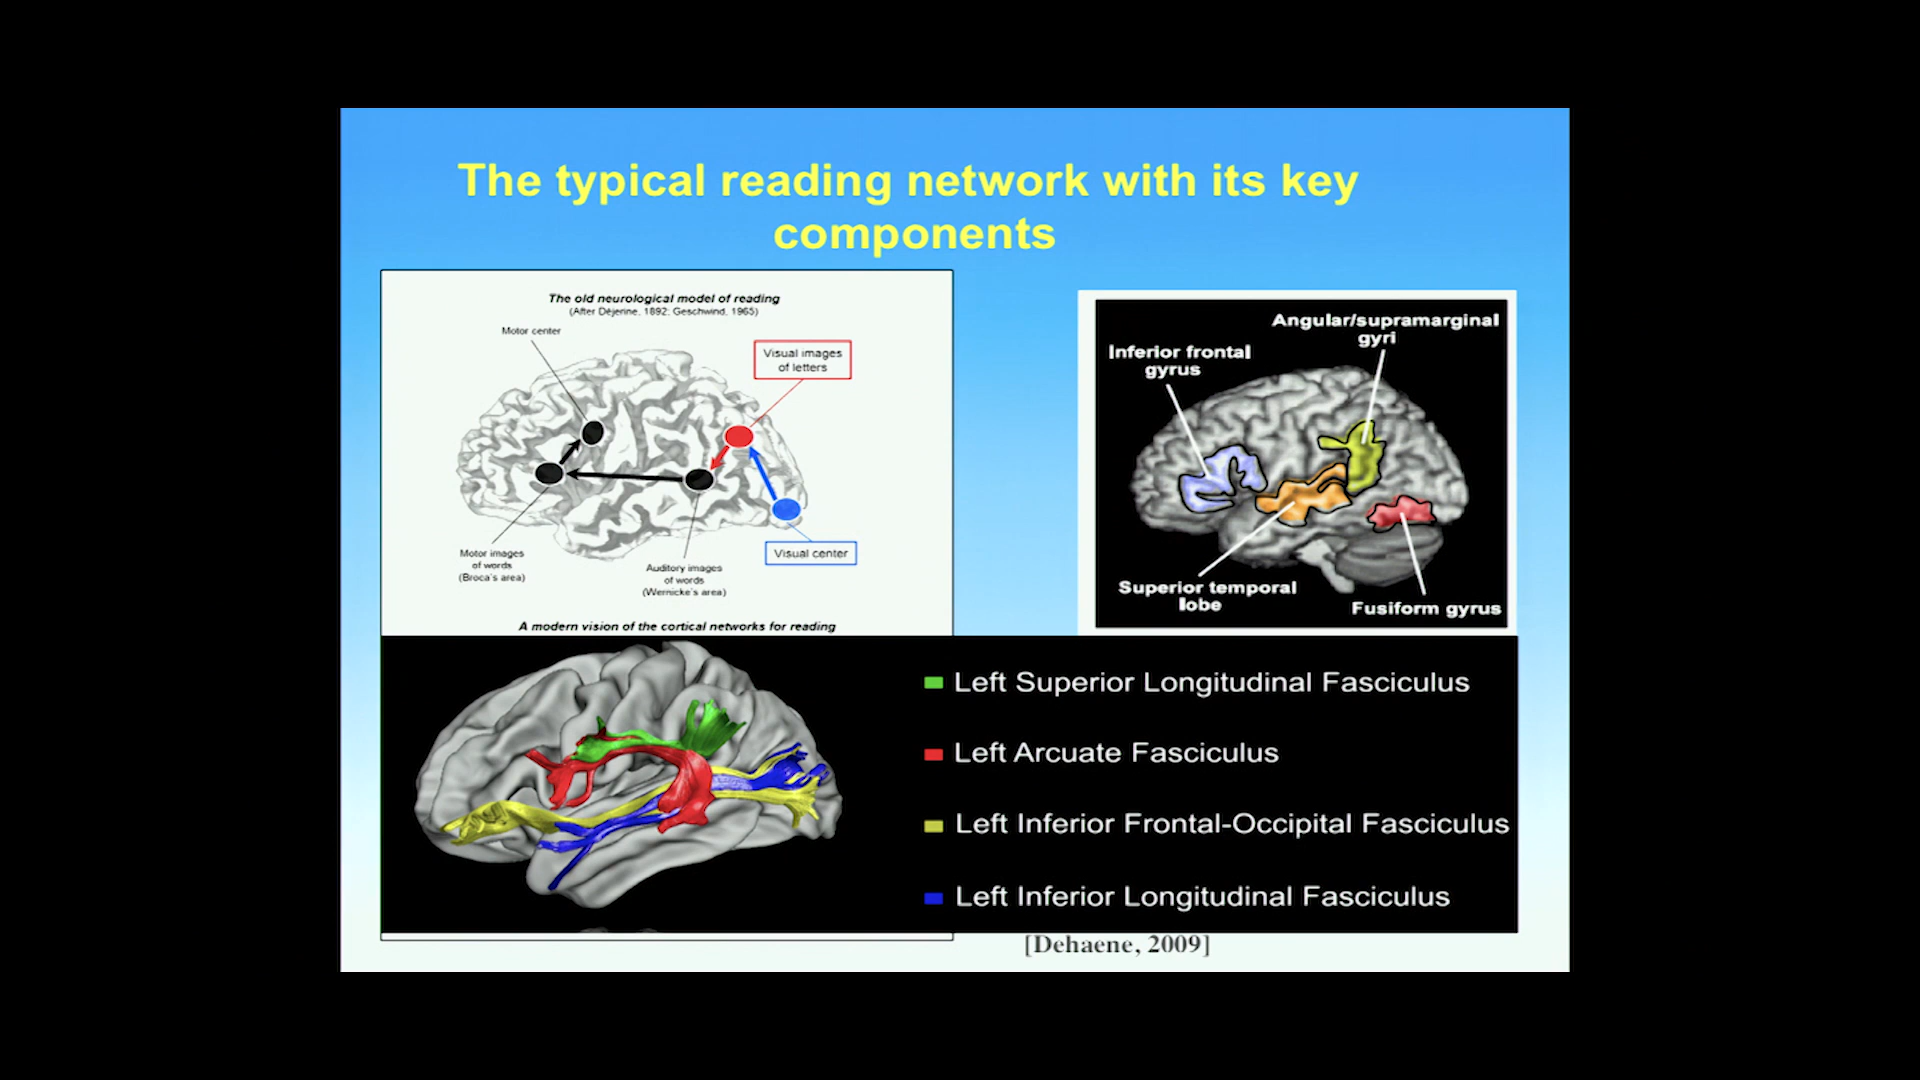 The typical reading network with its key
components
The old neurological model of reading
(After Déjerine, 1892; Geschwind, 1965)
Motor center
Visual images
of letters
Visual center
Motor images
of words
(Broca's area)
Auditory images
of words
(Wernicke's area)
A modern vision of the cortical networks for reading
Angular/supramarginal
gyri
Inferior frontal
gyrus
Superior temporal
lobe
Fusiform gyrus
Left Superior Longitudinal Fasciculus
Left Arcuate Fasciculus
Left Inferior Frontal-Occipital Fasciculus
Left Inferior Longitudinal Fasciculus
[Dehaene, 2009]